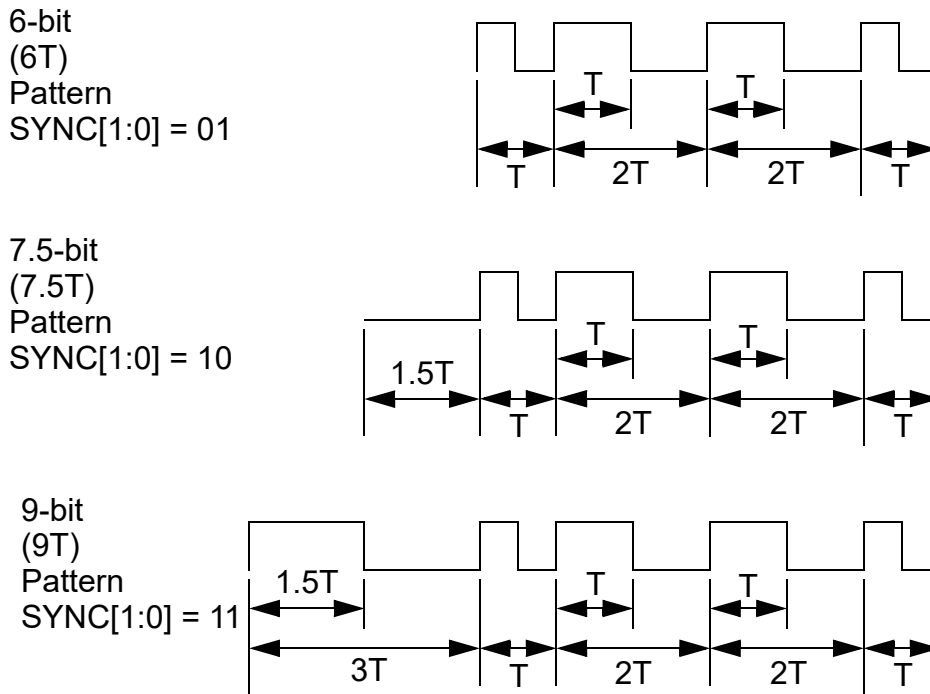 6-bit
(6T)
Pattern
SYNC[1:0] = 01
T T
T 2T 2T T
7.5-bit
(7.5T)
Pattern
SYNC[1:0] = 10
T T
1.5T
T 2T 2T T
9-bit
(9T)
Pattern
SYNC[1:0] = 11
1.5T T T
3T T 2T 2T T